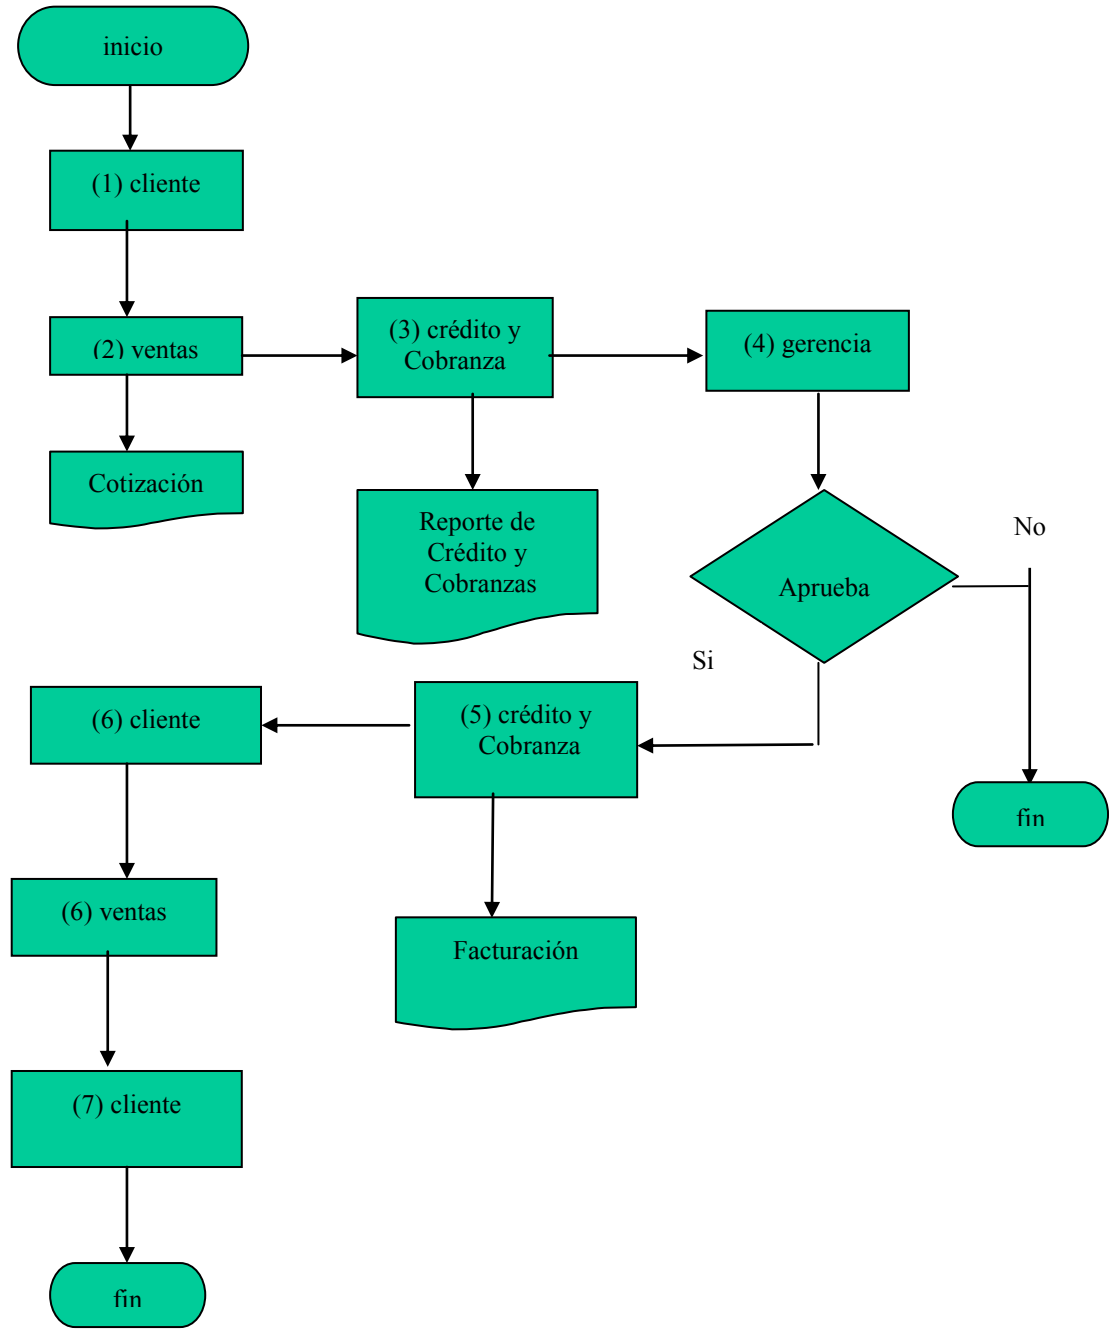 inicio
(1) cliente
(2) ventas
(3) crédito y
Cobranza
(4) gerencia
Cotización
Reporte de
Crédito y
Cobranzas
Aprueba
No
Si
(5) crédito y
Cobranza
(6) cliente
fin
(6) ventas
Facturación
(7) cliente
fin